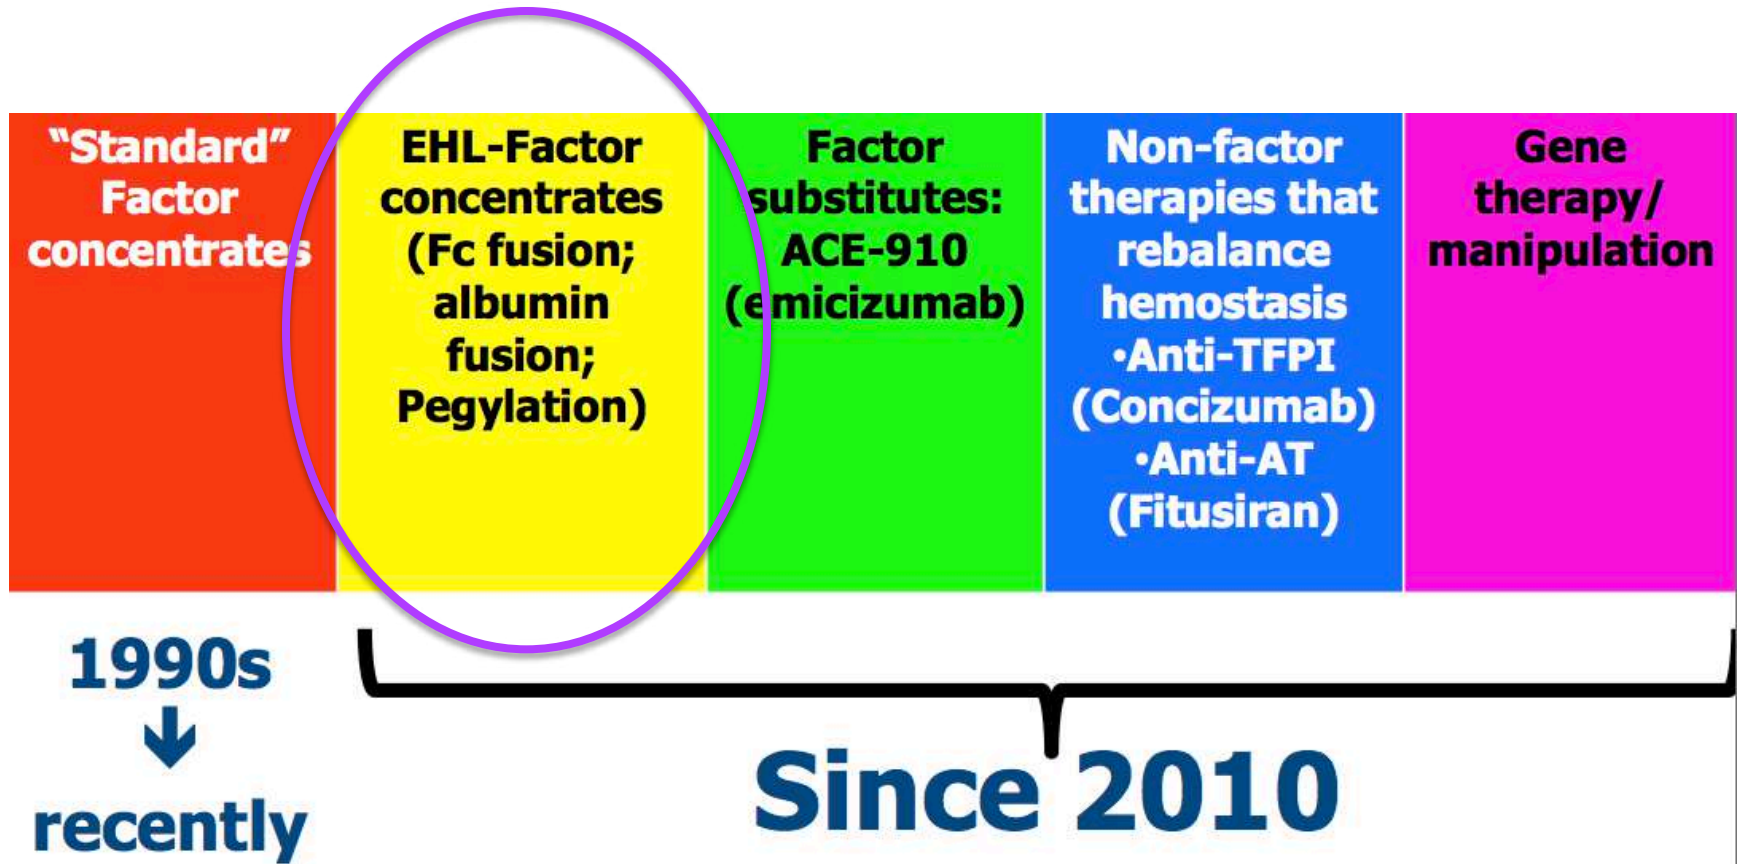 “Standard”
Factor
concentrates
EHL-Factor
concentrates
(Fc fusion;
albumin
fusion;
Pegylation)
Factor
substitutes:
ACE-910
(emicizumab)
Non-factor
therapies that
rebalance
hemostasis
•Anti-TFPI
(Concizumab)
•Anti-AT
(Fitusiran)
Gene
therapy/
manipulation
1990s
↓
recently
Since 2010